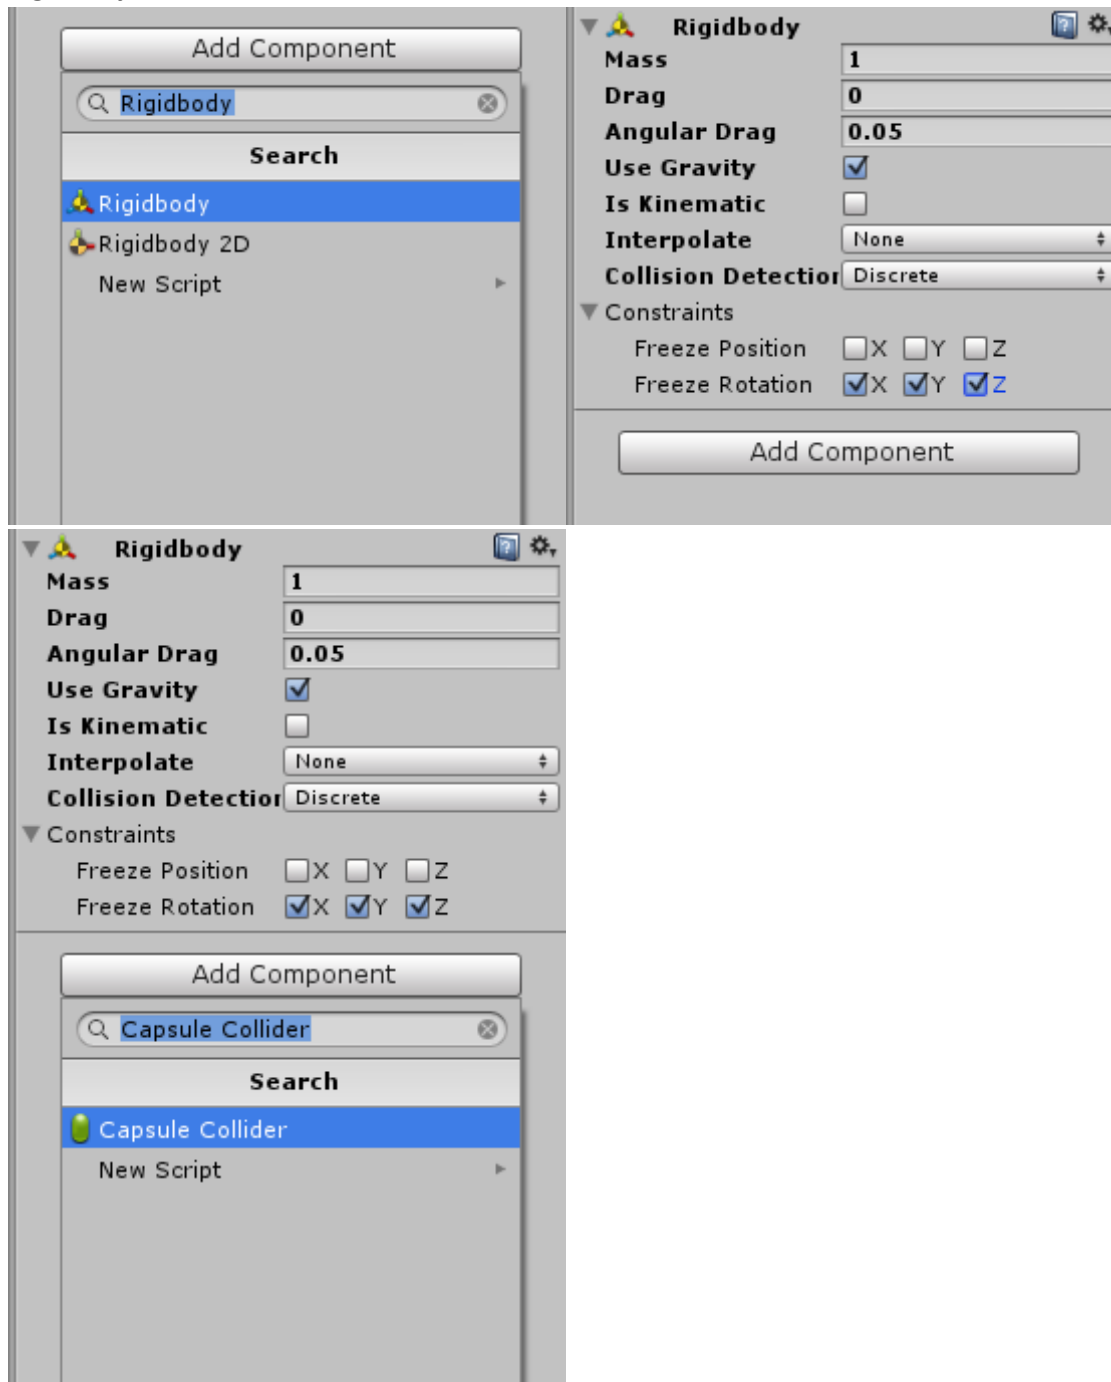 Add Component
Rigidbody
Search
Rigidbody
Rigidbody 2D
New Script
Rigidbody
Mass 1
Drag 0
Angular Drag 0.05
Use Gravity
Is Kinematic
Interpolate None
Collision Detection Discrete
Constraints
Freeze Position X Y Z
Freeze Rotation X Y Z
Add Component
Rigidbody
Mass 1
Drag 0
Angular Drag 0.05
Use Gravity
Is Kinematic
Interpolate None
Collision Detection Discrete
Constraints
Freeze Position X Y Z
Freeze Rotation X Y Z
Add Component
Capsule Collider
Search
Capsule Collider
New Script